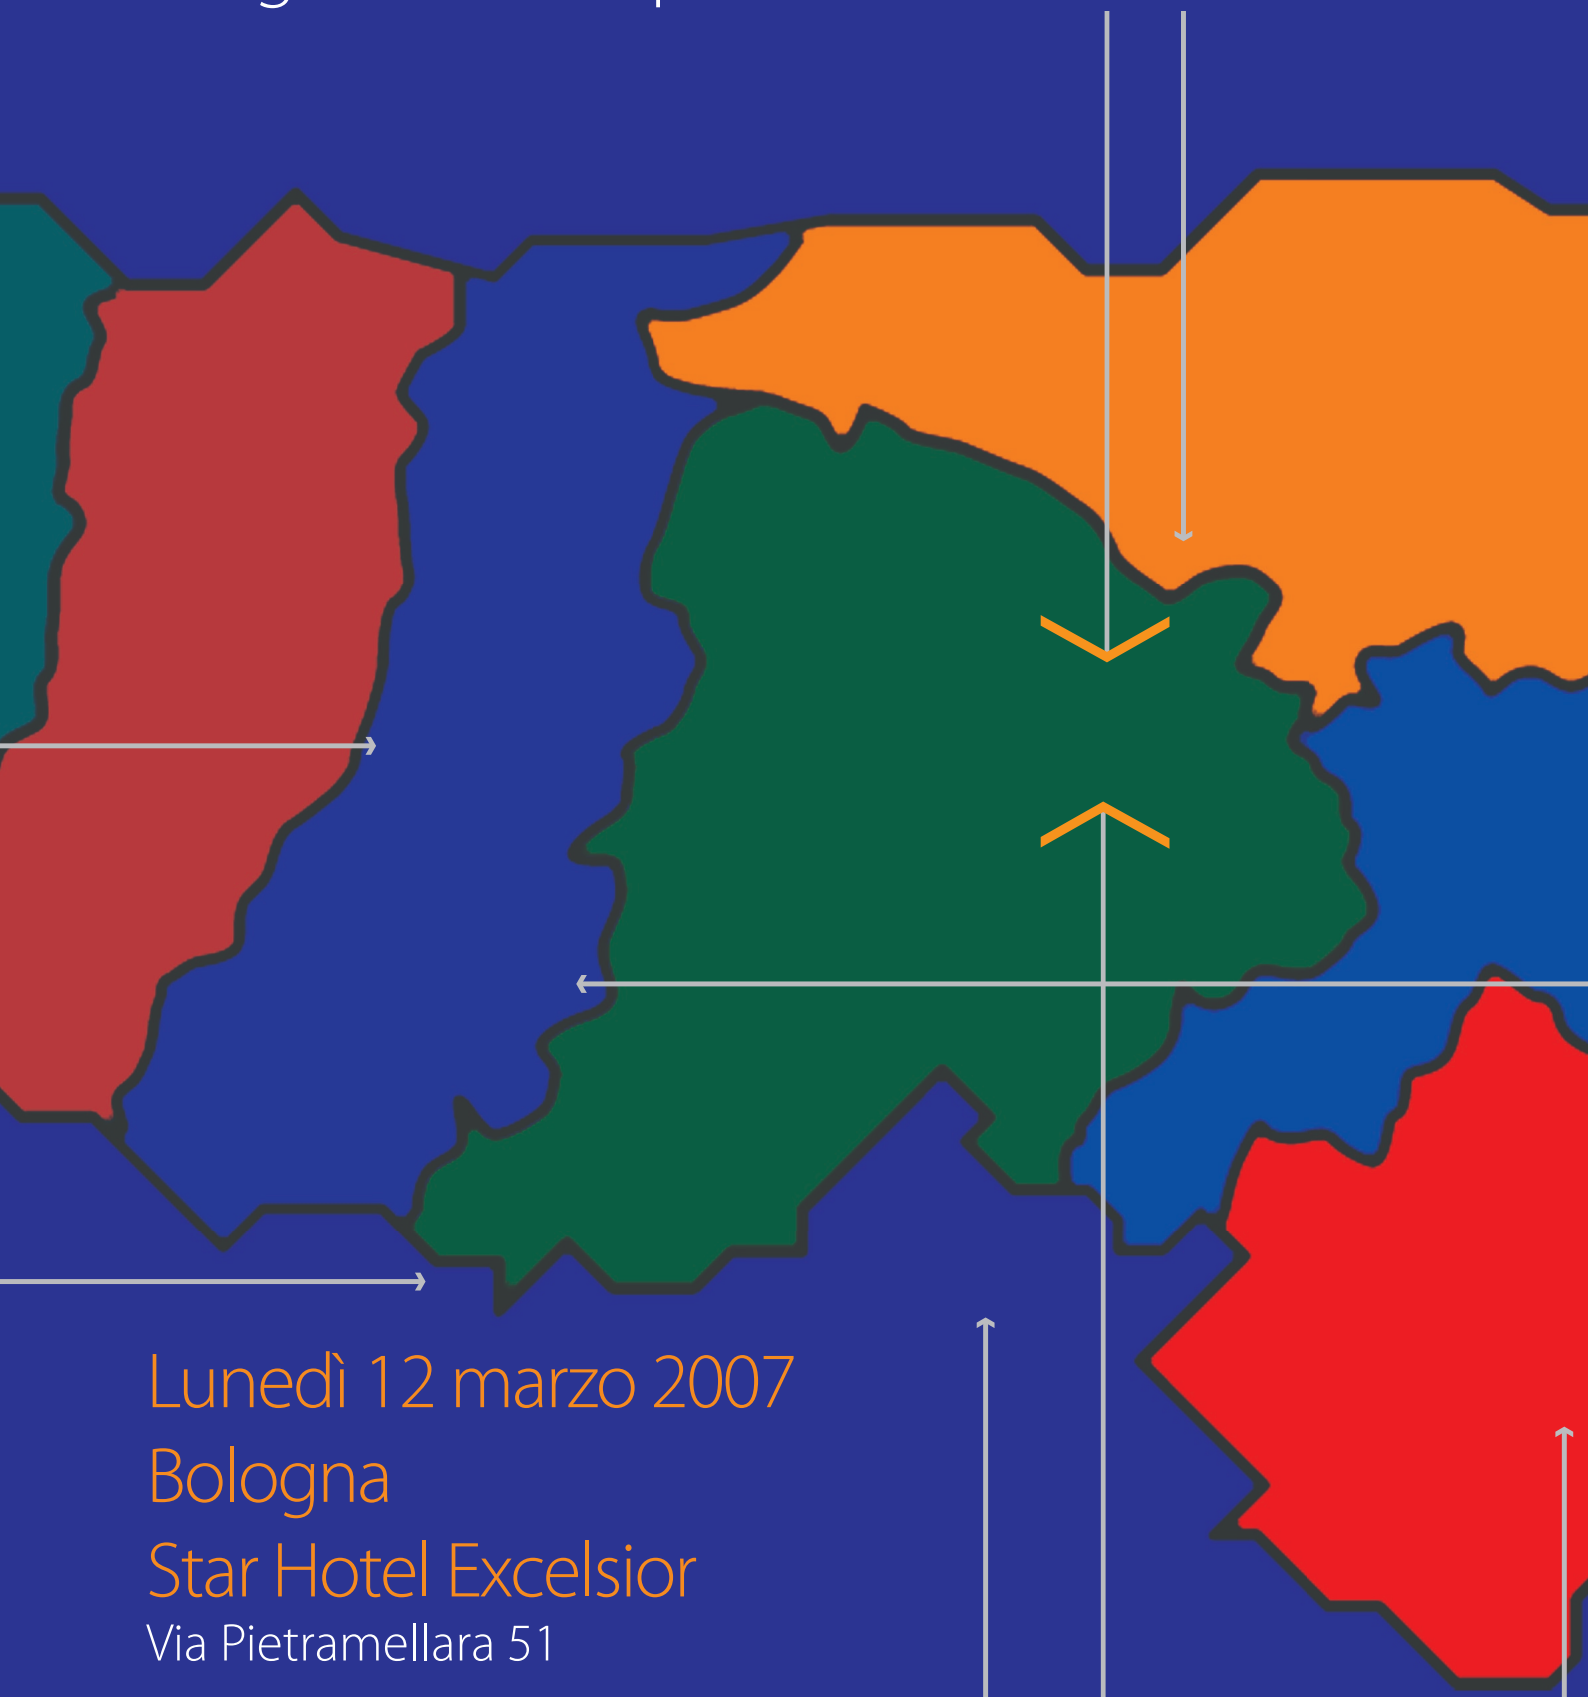 Lunedì 12 marzo 2007
Bologna
Star Hotel Excelsior
Via Pietramellara 51